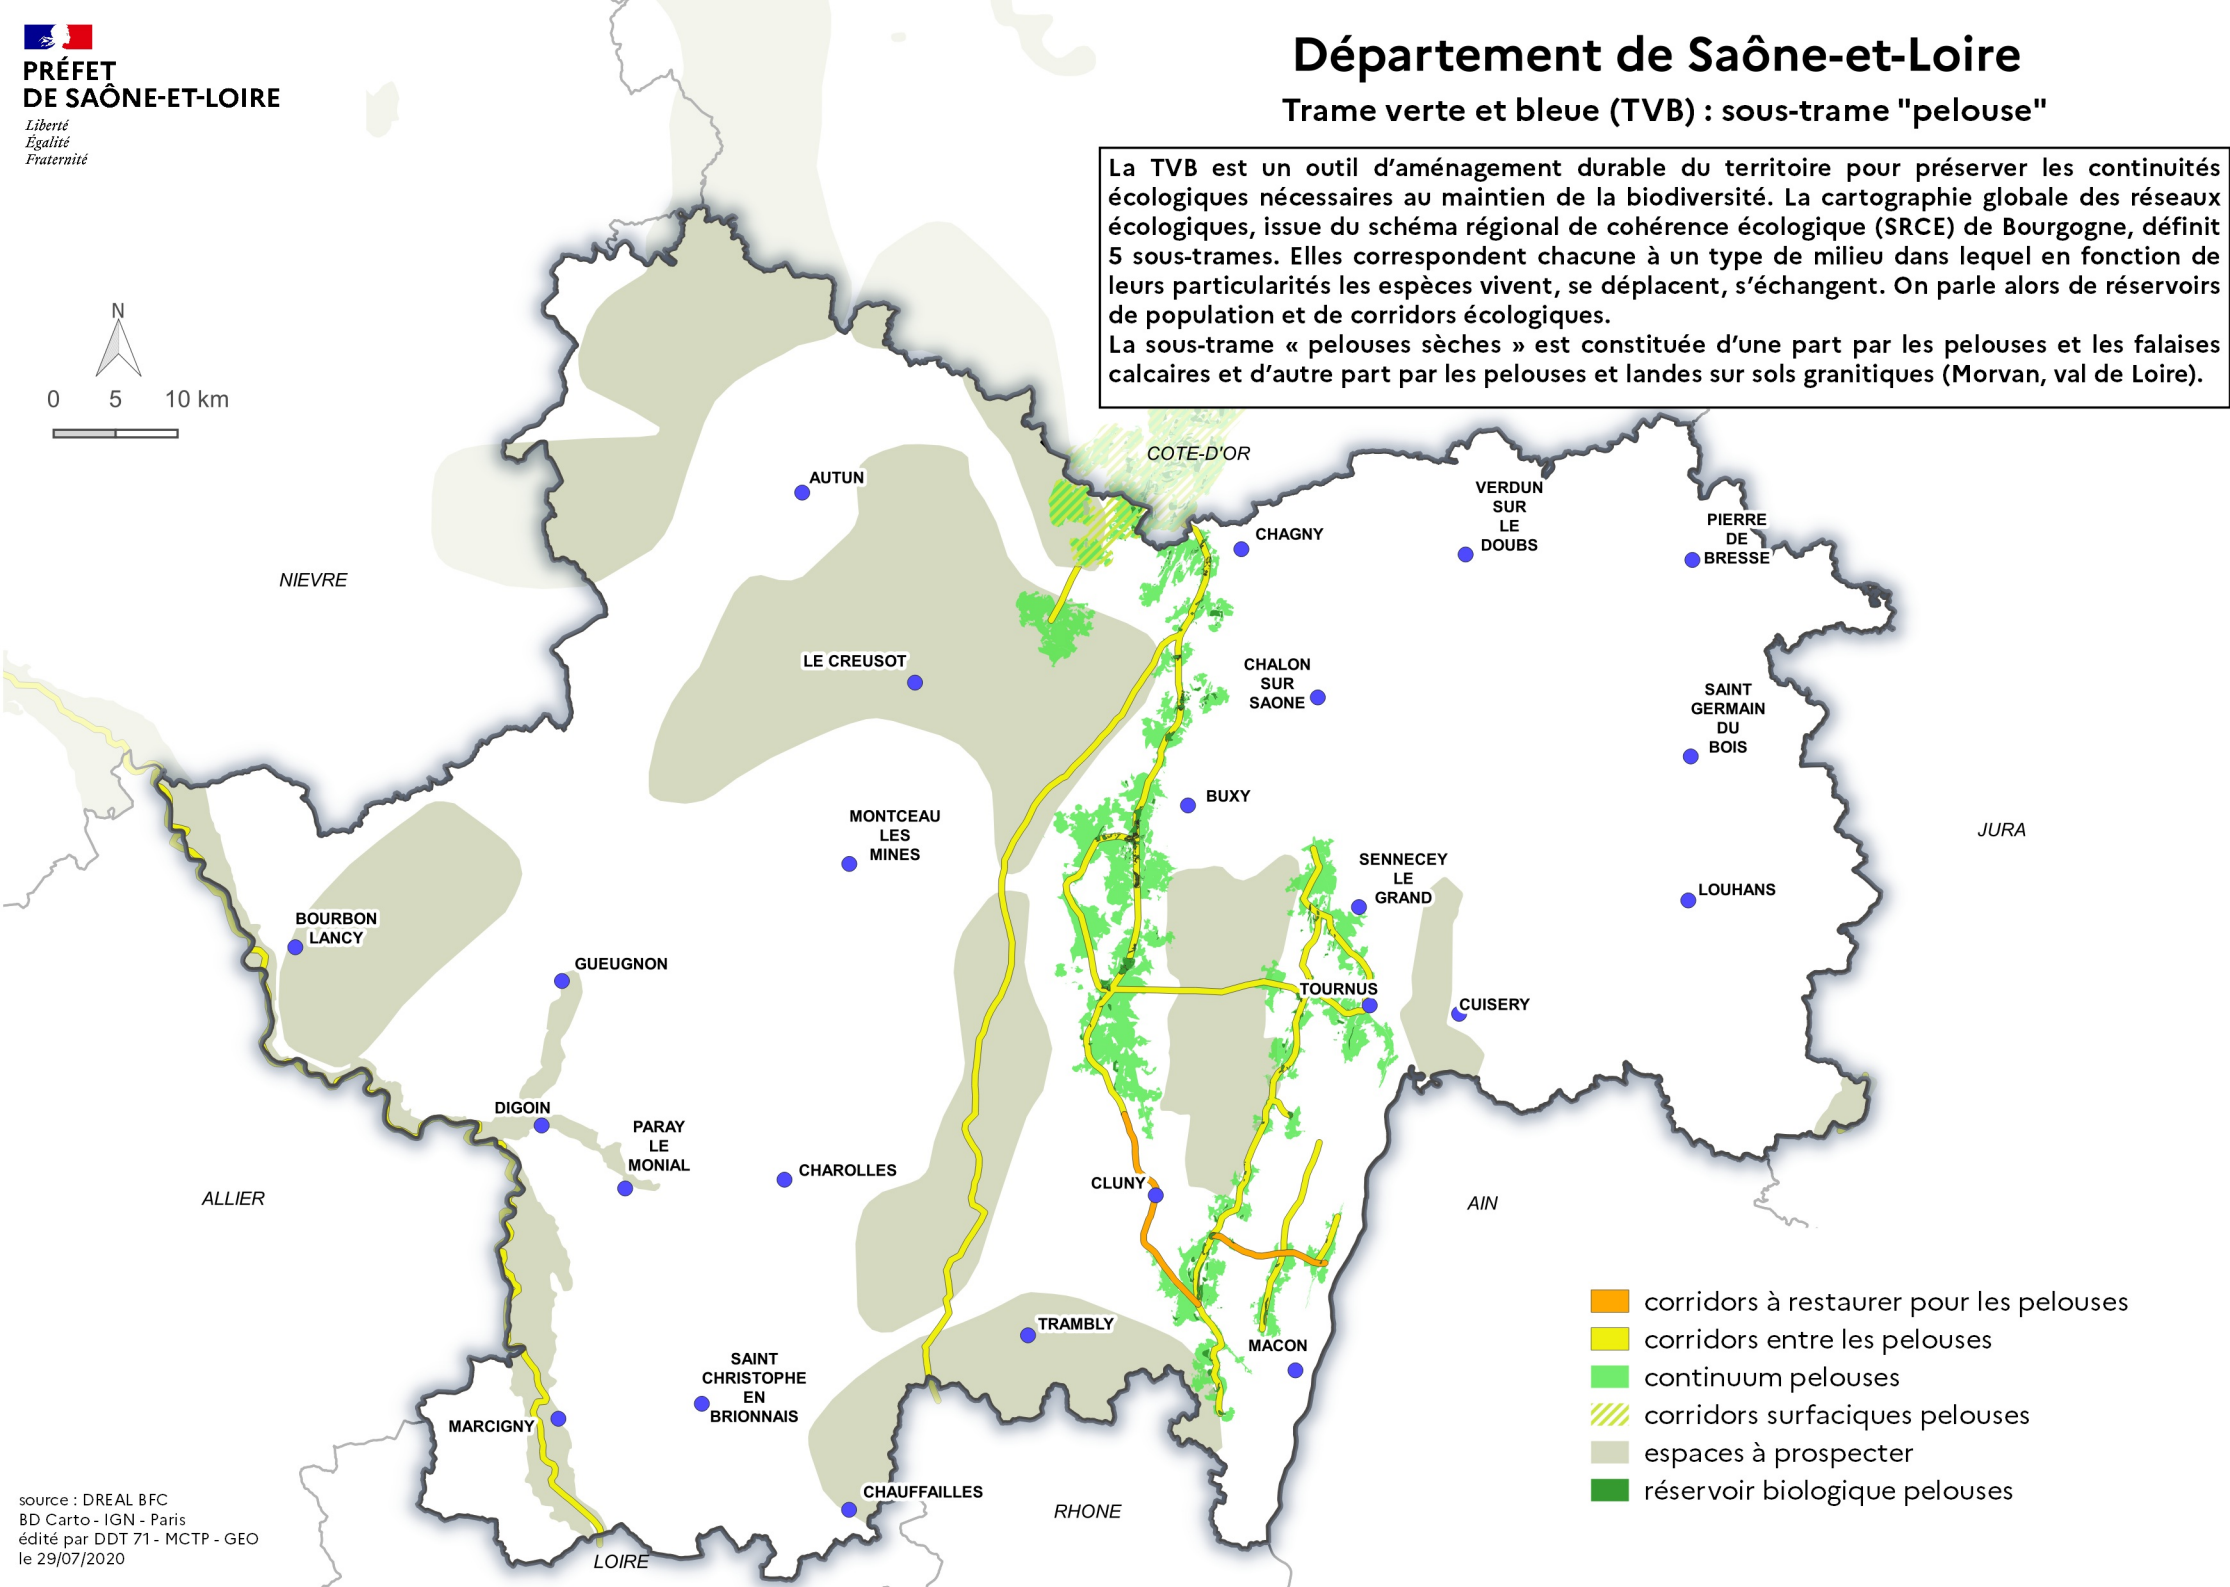 PRÉFET
DE SAÔNE-ET-LOIRE
Liberté
Égalité
Fraternité
Département de Saône-et-Loire
Trame verte et bleue (TVB) : sous-trame "pelouse"
La TVB est un outil d’aménagement durable du territoire pour préserver les continuités
écologiques nécessaires au maintien de la biodiversité. La cartographie globale des réseaux
écologiques, issue du schéma régional de cohérence écologique (SRCE) de Bourgogne, définit
5 sous-trames. Elles correspondent chacune à un type de milieu dans lequel en fonction de
leurs particularités les espèces vivent, se déplacent, s’échangent. On parle alors de réservoirs
de population et de corridors écologiques.
La sous-trame « pelouses sèches » est constituée d’une part par les pelouses et les falaises
calcaires et d’autre part par les pelouses et landes sur sols granitiques (Morvan, val de Loire).
N
0 5 10 km
COTE-D'OR
AUTUN
VERDUN
SUR
LE
DOUBS
PIERRE
DE
BRESSE
CHAGNY
NIEVRE
LE CREUSOT
CHALON
SUR
SAONE
SAINT
GERMAIN
DU
BOIS
BUXY
MONTCEAU
LES
MINES
JURA
SENNECEY
LE
GRAND
LOUHANS
BOURBON
LANCY
GUEUGNON
TOURNUS
CUISERY
DIGOIN
PARAY
LE
MONIAL
CHAROLLES
CLUNY
ALLIER
AIN
TRAMBLY
MACON
SAINT
CHRISTOPHE
EN
BRIONNAIS
MARCIGNY
CHAUFFAILLES
RHONE
LOIRE
corridors à restaurer pour les pelouses
corridors entre les pelouses
continuum pelouses
corridors surfaciques pelouses
espaces à prospecter
réservoir biologique pelouses
source : DREAL BFC
BD Carto - IGN - Paris
édité par DDT 71 - MCTP - GEO
le 29/07/2020